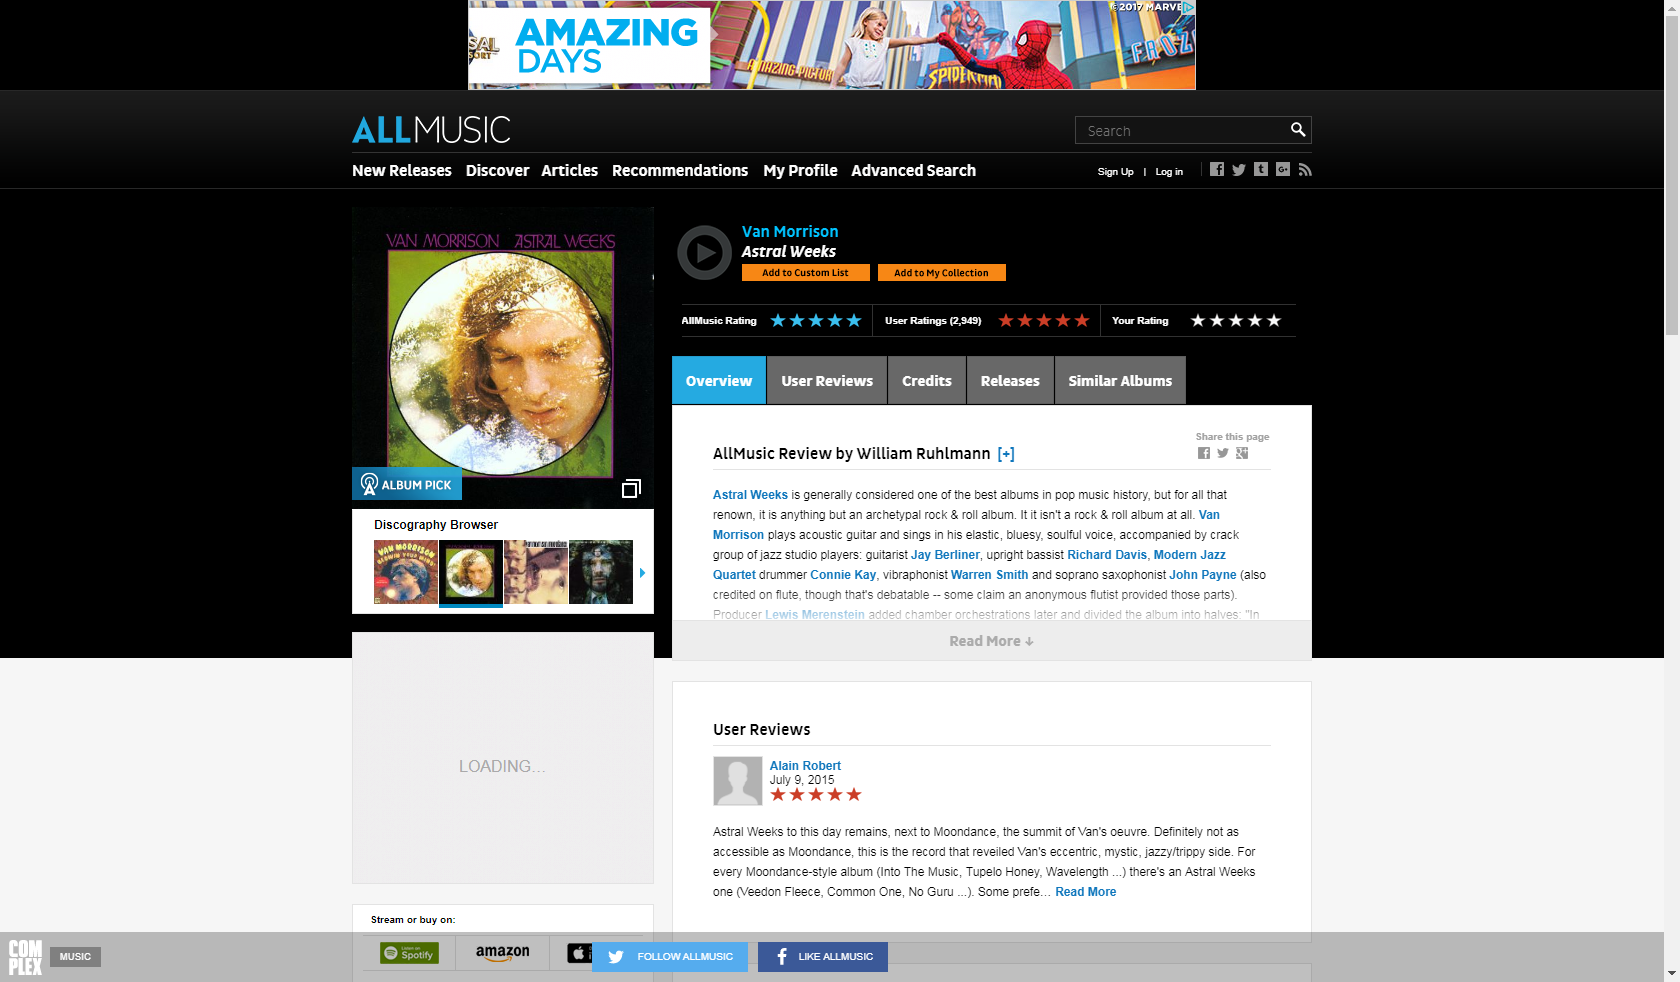 ©2017 MARVEL
AMAZING
DAYS
AMAZING PICTUR
SPIDER-MAN
FROZ
ALLMUSIC
Search
New Releases Discover Articles Recommendations My Profile Advanced Search
Sign Up | Log in
VAN MORRISON ASTRAL WEEKS
ALBUM PICK
Van Morrison
Astral Weeks
Add to Custom List Add to My Collection
AllMusic Rating User Ratings (2,949) Your Rating
Overview User Reviews Credits Releases Similar Albums
Share this page
AllMusic Review by William Ruhlmann [+]
Astral Weeks is generally considered one of the best albums in pop music history, but for all that
renown, it is anything but an archetypal rock & roll album. It it isn't a rock & roll album at all. Van
Morrison plays acoustic guitar and sings in his elastic, bluesy, soulful voice, accompanied by crack
group of jazz studio players: guitarist Jay Berliner, upright bassist Richard Davis, Modern Jazz
Quartet drummer Connie Kay, vibraphonist Warren Smith and soprano saxophonist John Payne (also
credited on flute, though that's debatable -- some claim an anonymous flutist provided those parts).
Producer Lewis Merenstein added chamber orchestrations later and divided the album into halves: "In
Read More ↓
Discography Browser
VAN MORRISON
LOADING...
User Reviews
Alain Robert
July 9, 2015
Astral Weeks to this day remains, next to Moondance, the summit of Van's oeuvre. Definitely not as
accessible as Moondance, this is the record that reveiled Van's eccentric, mystic, jazzy/trippy side. For
every Moondance-style album (Into The Music, Tupelo Honey, Wavelength ...) there's an Astral Weeks
one (Veedon Fleece, Common One, No Guru ...). Some prefe... Read More
Stream or buy on:
Listen on
Spotify
amazon
COMPLEX
MUSIC
FOLLOW ALLMUSIC
LIKE ALLMUSIC